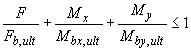 F/F_{b,ult} + M_x/M_{bx,ult} + M_y/M_{by,ult} ≤ 1